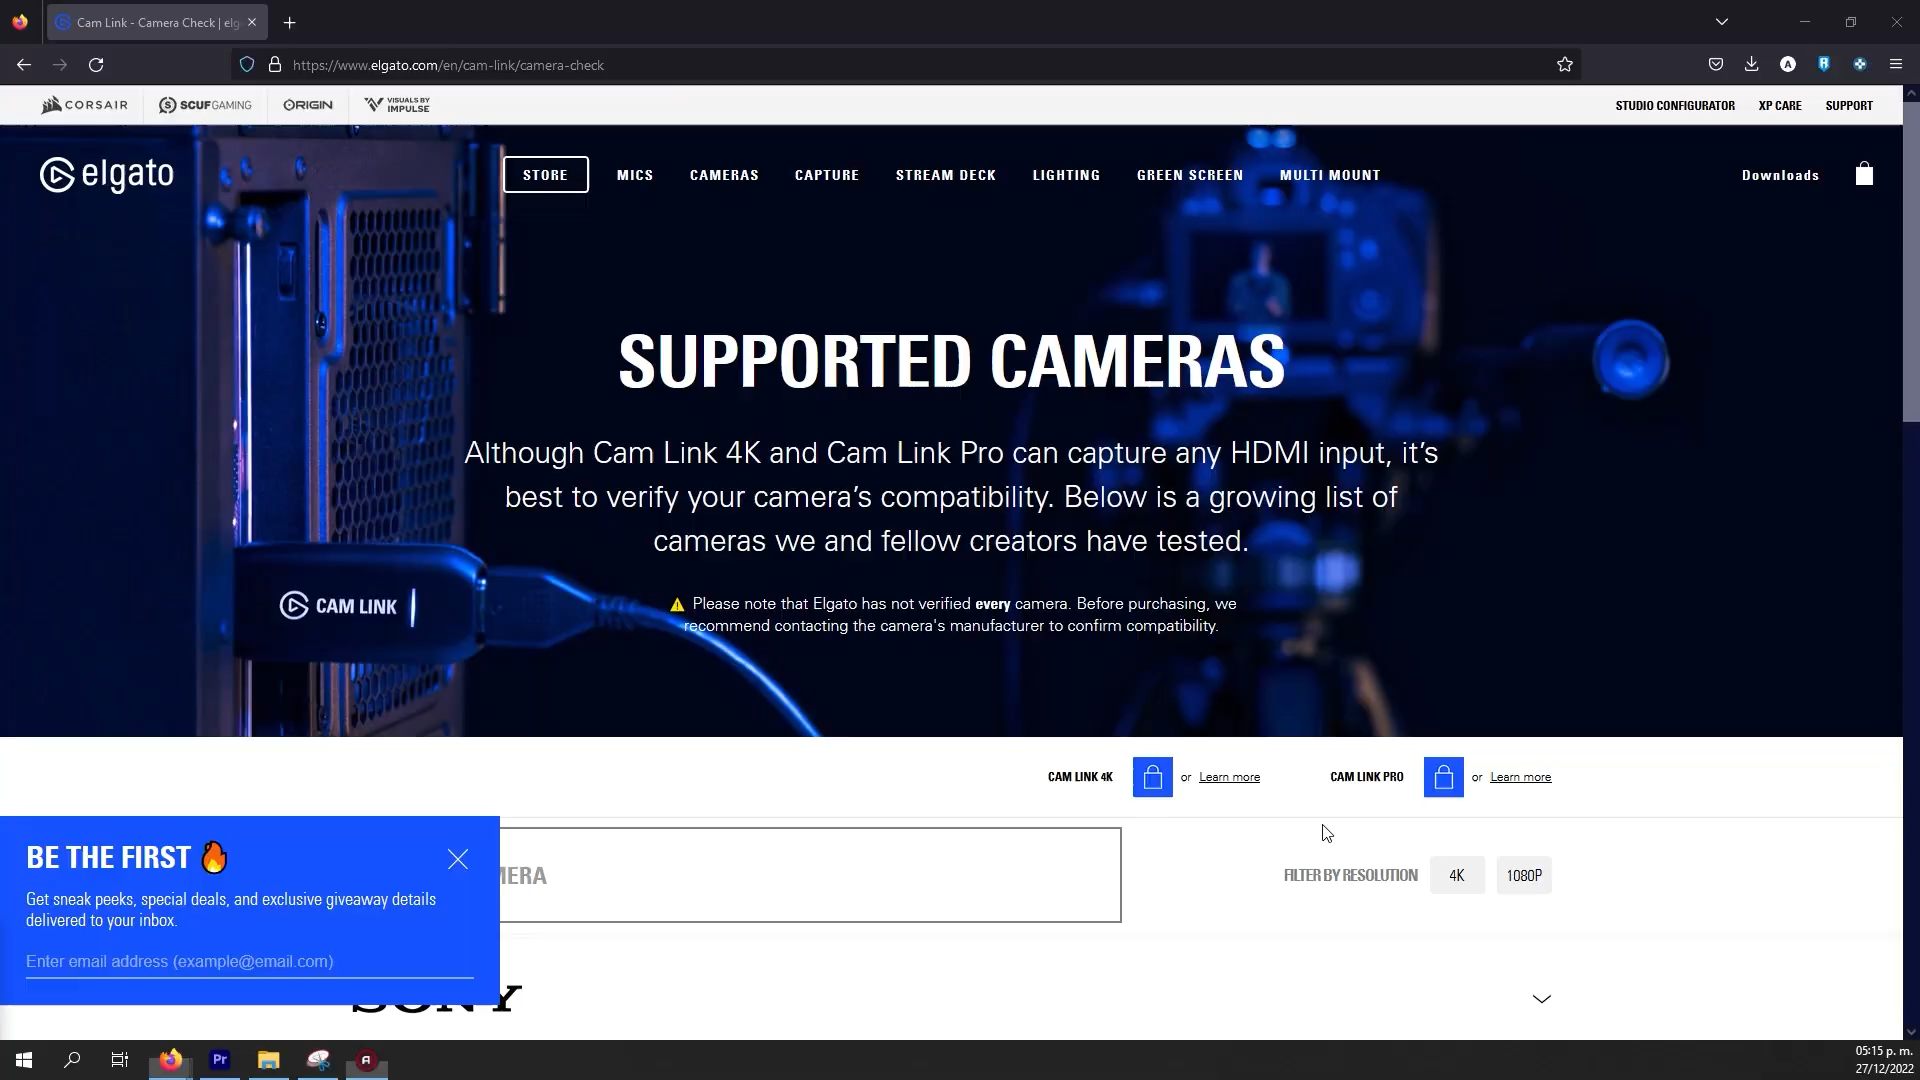 Cam Link - Camera Check | elg
https://www.elgato.com/en/cam-link/camera-check
CORSAIR
SCUF GAMING
ORIGIN
VISUALS BY
IMPULSE
STUDIO CONFIGURATOR
XP CARE
SUPPORT
elgato
STORE
MICS
CAMERAS
CAPTURE
STREAM DECK
LIGHTING
GREEN SCREEN
MULTI MOUNT
Downloads
SUPPORTED CAMERAS
Although Cam Link 4K and Cam Link Pro can capture any HDMI input, it’s
best to verify your camera’s compatibility. Below is a growing list of
cameras we and fellow creators have tested.
CAM LINK
⚠ Please note that Elgato has not verified every camera. Before purchasing, we
recommend contacting the camera's manufacturer to confirm compatibility.
CAM LINK 4K
or Learn more
CAM LINK PRO
or Learn more
BE THE FIRST 🔥
Get sneak peeks, special deals, and exclusive giveaway details
delivered to your inbox.
Enter email address (example@email.com)
MERA
FILTER BY RESOLUTION
4K
1080P
SONY
Pr
05:15 p. m.
27/12/2022